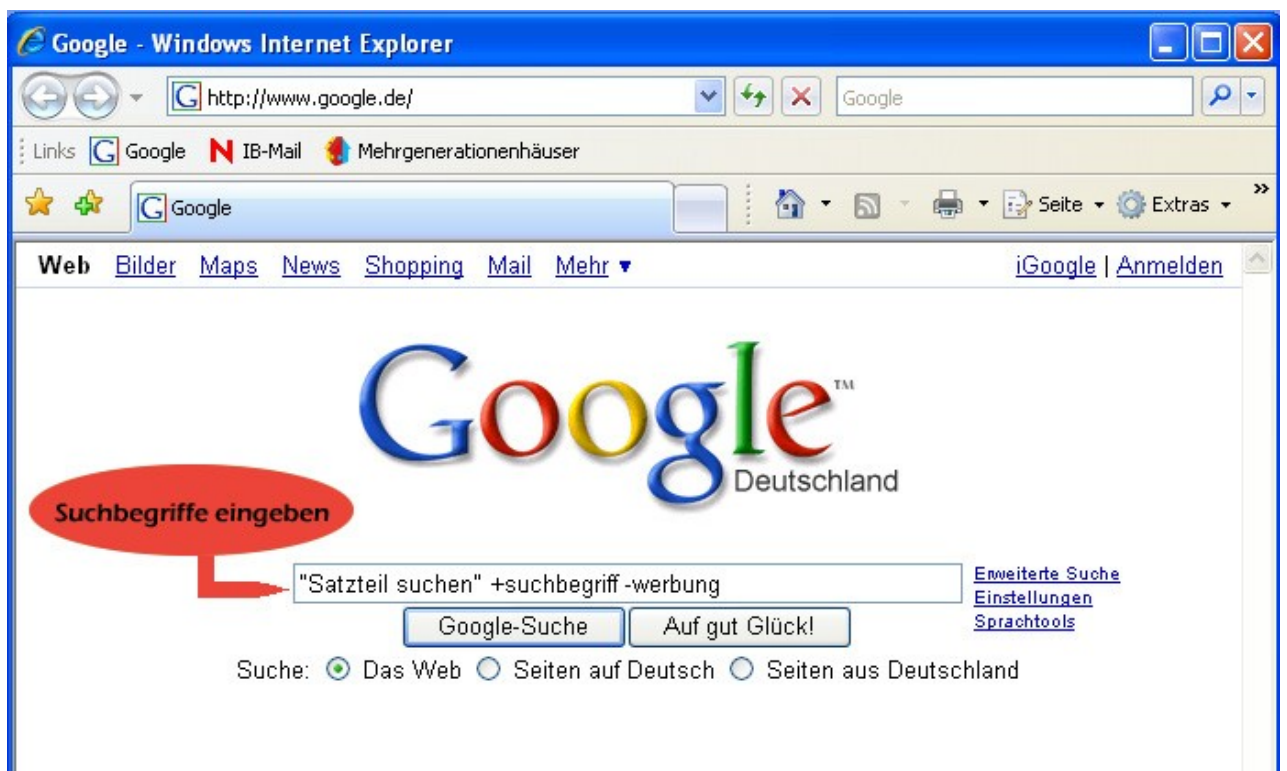 Google - Windows Internet Explorer
http://www.google.de/ Google
Links Google IB-Mail Mehrgenerationenhäuser
Google Seite Extras »
Web Bilder Maps News Shopping Mail Mehr ▼ iGoogle | Anmelden
Google™
Deutschland
Suchbegriffe eingeben
"Satzteil suchen" +suchbegriff -werbung
Erweiterte Suche
Einstellungen
Sprachtools
Google-Suche Auf gut Glück!
Suche: Das Web Seiten auf Deutsch Seiten aus Deutschland